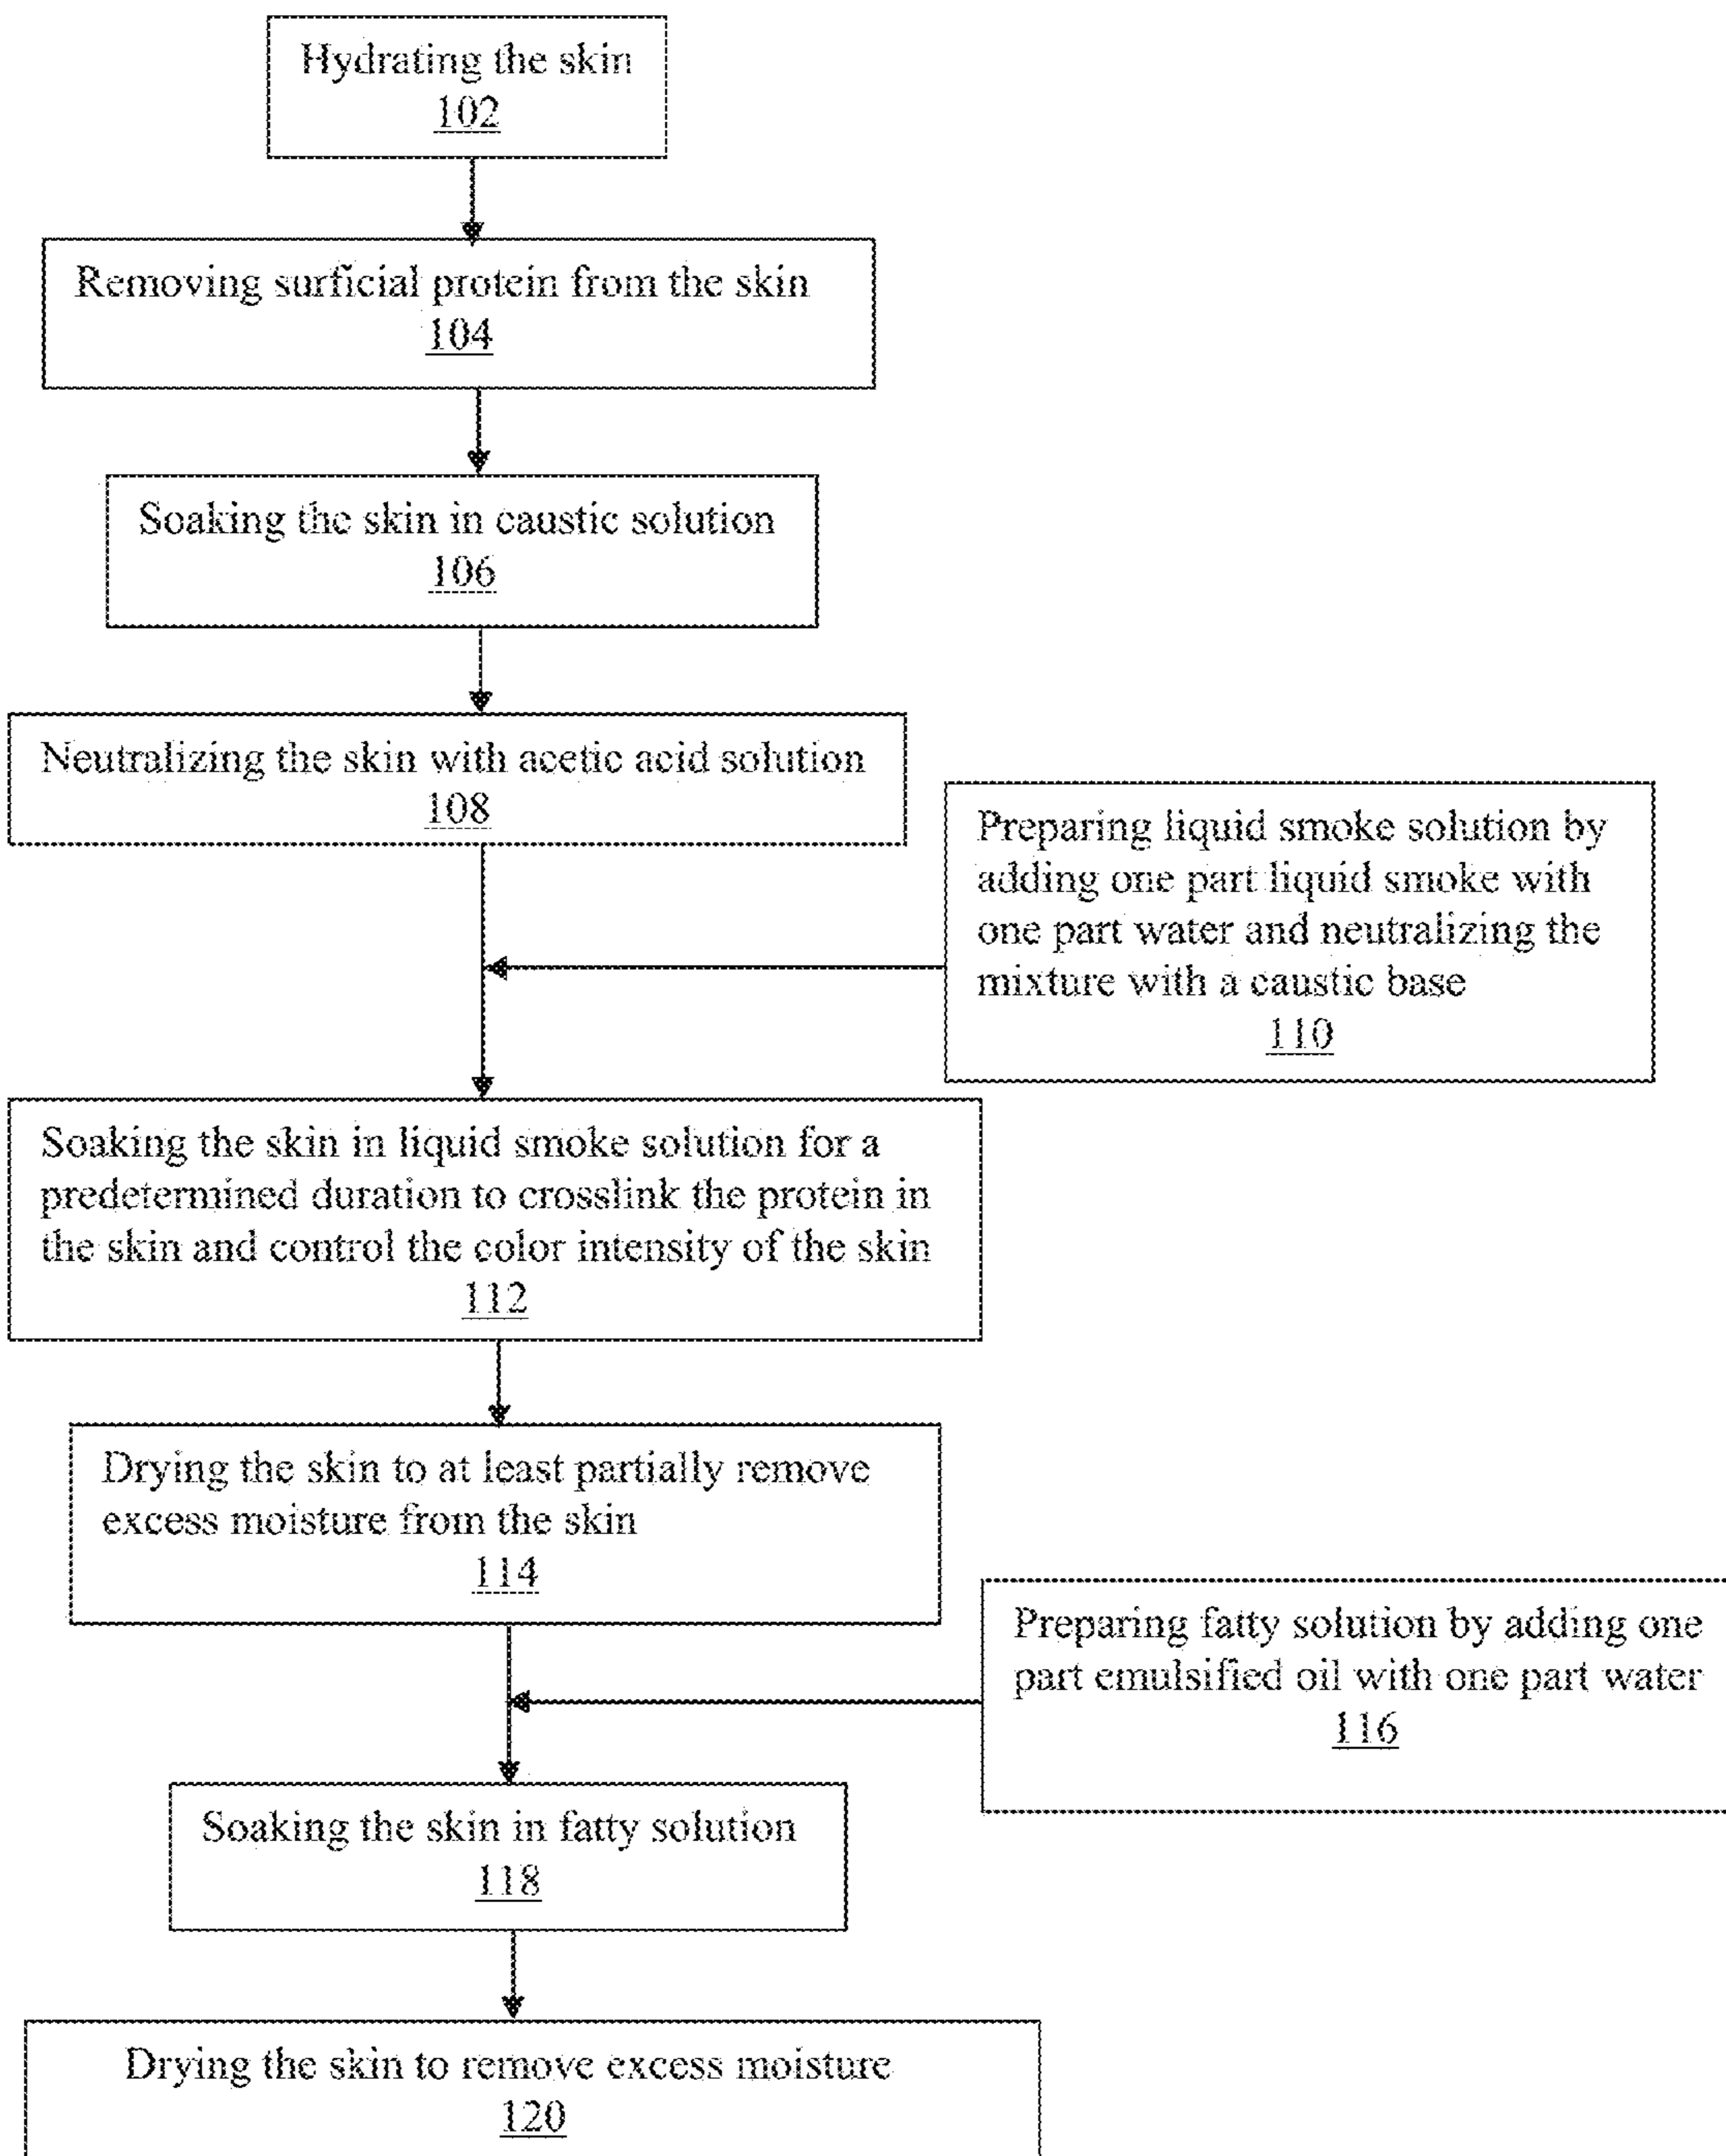 Hydrating the skin
102
Removing surficial protein from the skin
104
Soaking the skin in caustic solution
106
Neutralizing the skin with acetic acid solution
108
Preparing liquid smoke solution by
adding one part liquid smoke with
one part water and neutralizing the
mixture with a caustic base
110
Soaking the skin in liquid smoke solution for a
predetermined duration to crosslink the protein in
the skin and control the color intensity of the skin
112
Drying the skin to at least partially remove
excess moisture from the skin
114
Preparing fatty solution by adding one
part emulsified oil with one part water
116
Soaking the skin in fatty solution
118
Drying the skin to remove excess moisture
120